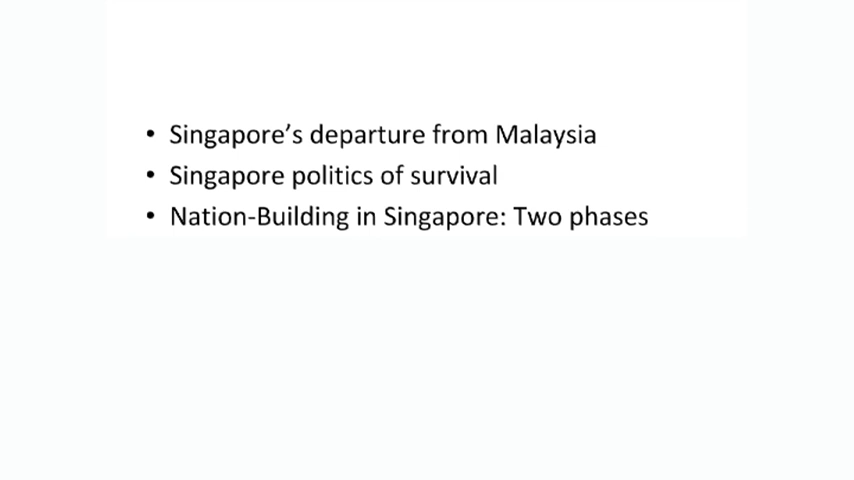 • Singapore’s departure from Malaysia
• Singapore politics of survival
• Nation-Building in Singapore: Two phases